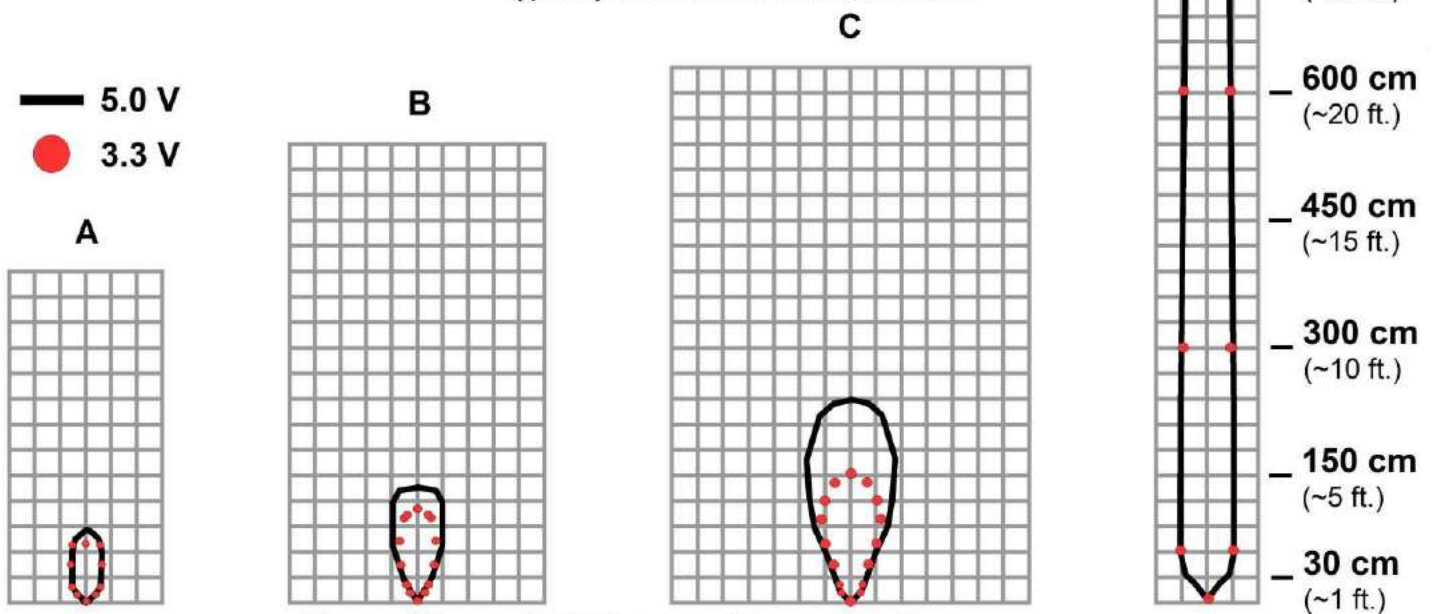 C
5.0 V
3.3 V
B
A
600 cm
(~20 ft.)
450 cm
(~15 ft.)
300 cm
(~10 ft.)
150 cm
(~5 ft.)
30 cm
(~1 ft.)